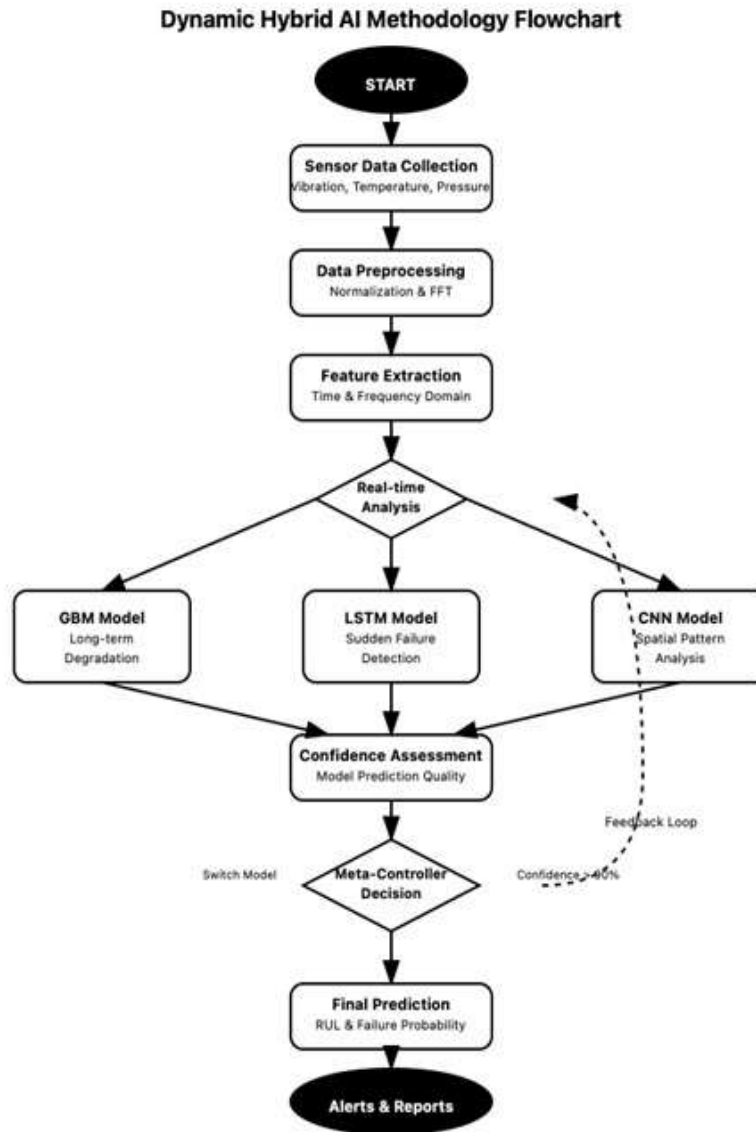 Dynamic Hybrid AI Methodology Flowchart
START
Sensor Data Collection
Vibration, Temperature, Pressure
Data Preprocessing
Normalization & FFT
Feature Extraction
Time & Frequency Domain
Real-time
Analysis
GBM Model
Long-term
Degradation
LSTM Model
Sudden Failure
Detection
CNN Model
Spatial Pattern
Analysis
Confidence Assessment
Model Prediction Quality
Feedback Loop
Switch Model
Meta-Controller
Decision
Confidence > 90%
Final Prediction
RUL & Failure Probability
Alerts & Reports